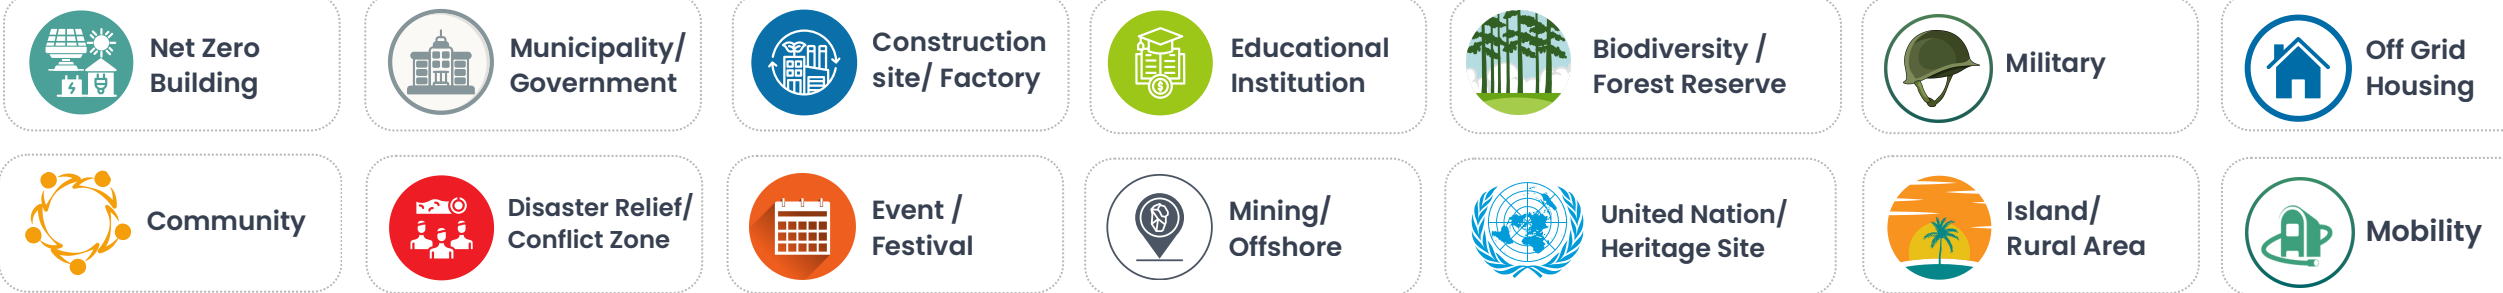 Net Zero
Building
Municipality/
Government
Construction
site/ Factory
Educational
Institution
Biodiversity /
Forest Reserve
Military
Off Grid
Housing
Community
Disaster Relief/
Conflict Zone
Event /
Festival
Mining/
Offshore
United Nation/
Heritage Site
Island/
Rural Area
Mobility